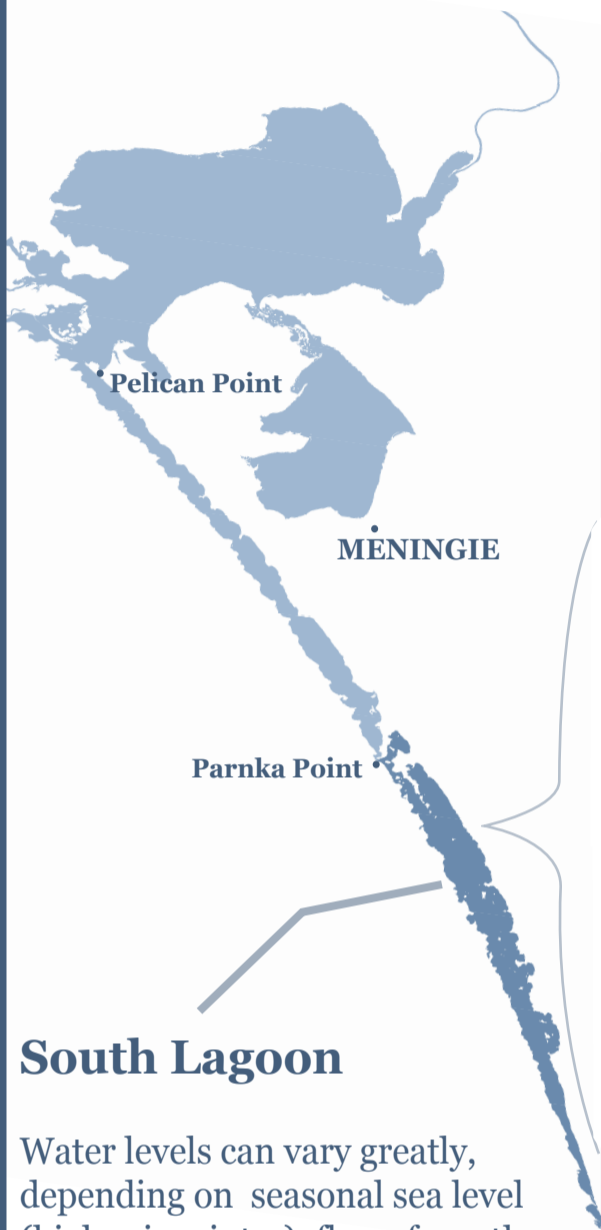 Pelican Point
MENINGIE
Parnka Point
South Lagoon
Water levels can vary greatly,
depending on  seasonal sea level